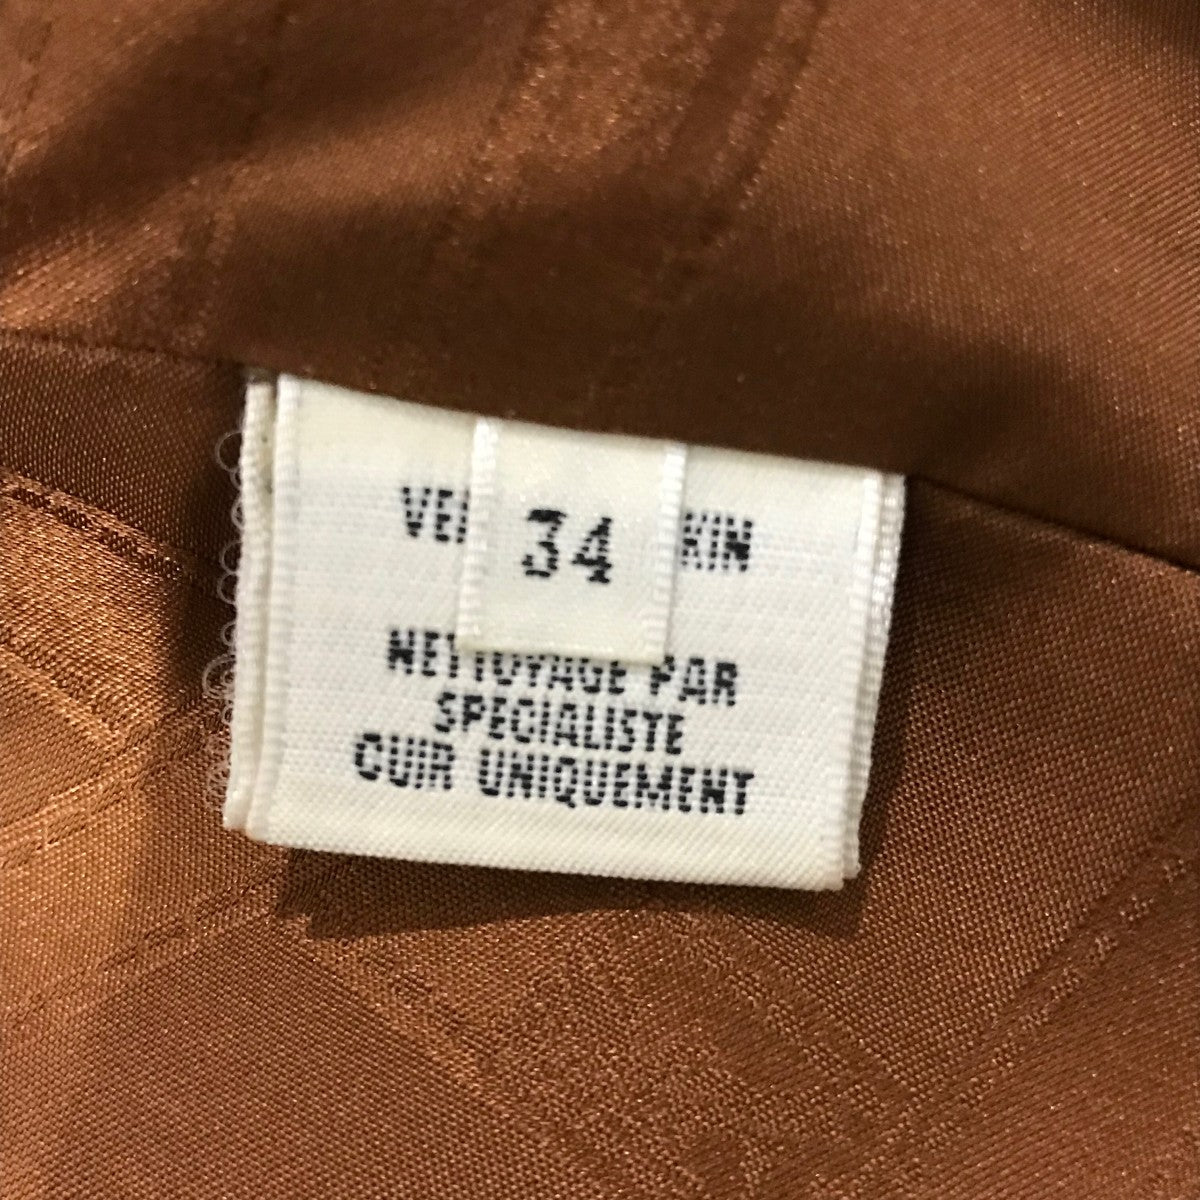 34
NETTOYAGE PAR
SPECIALISTE
CUIR UNIQUEMENT